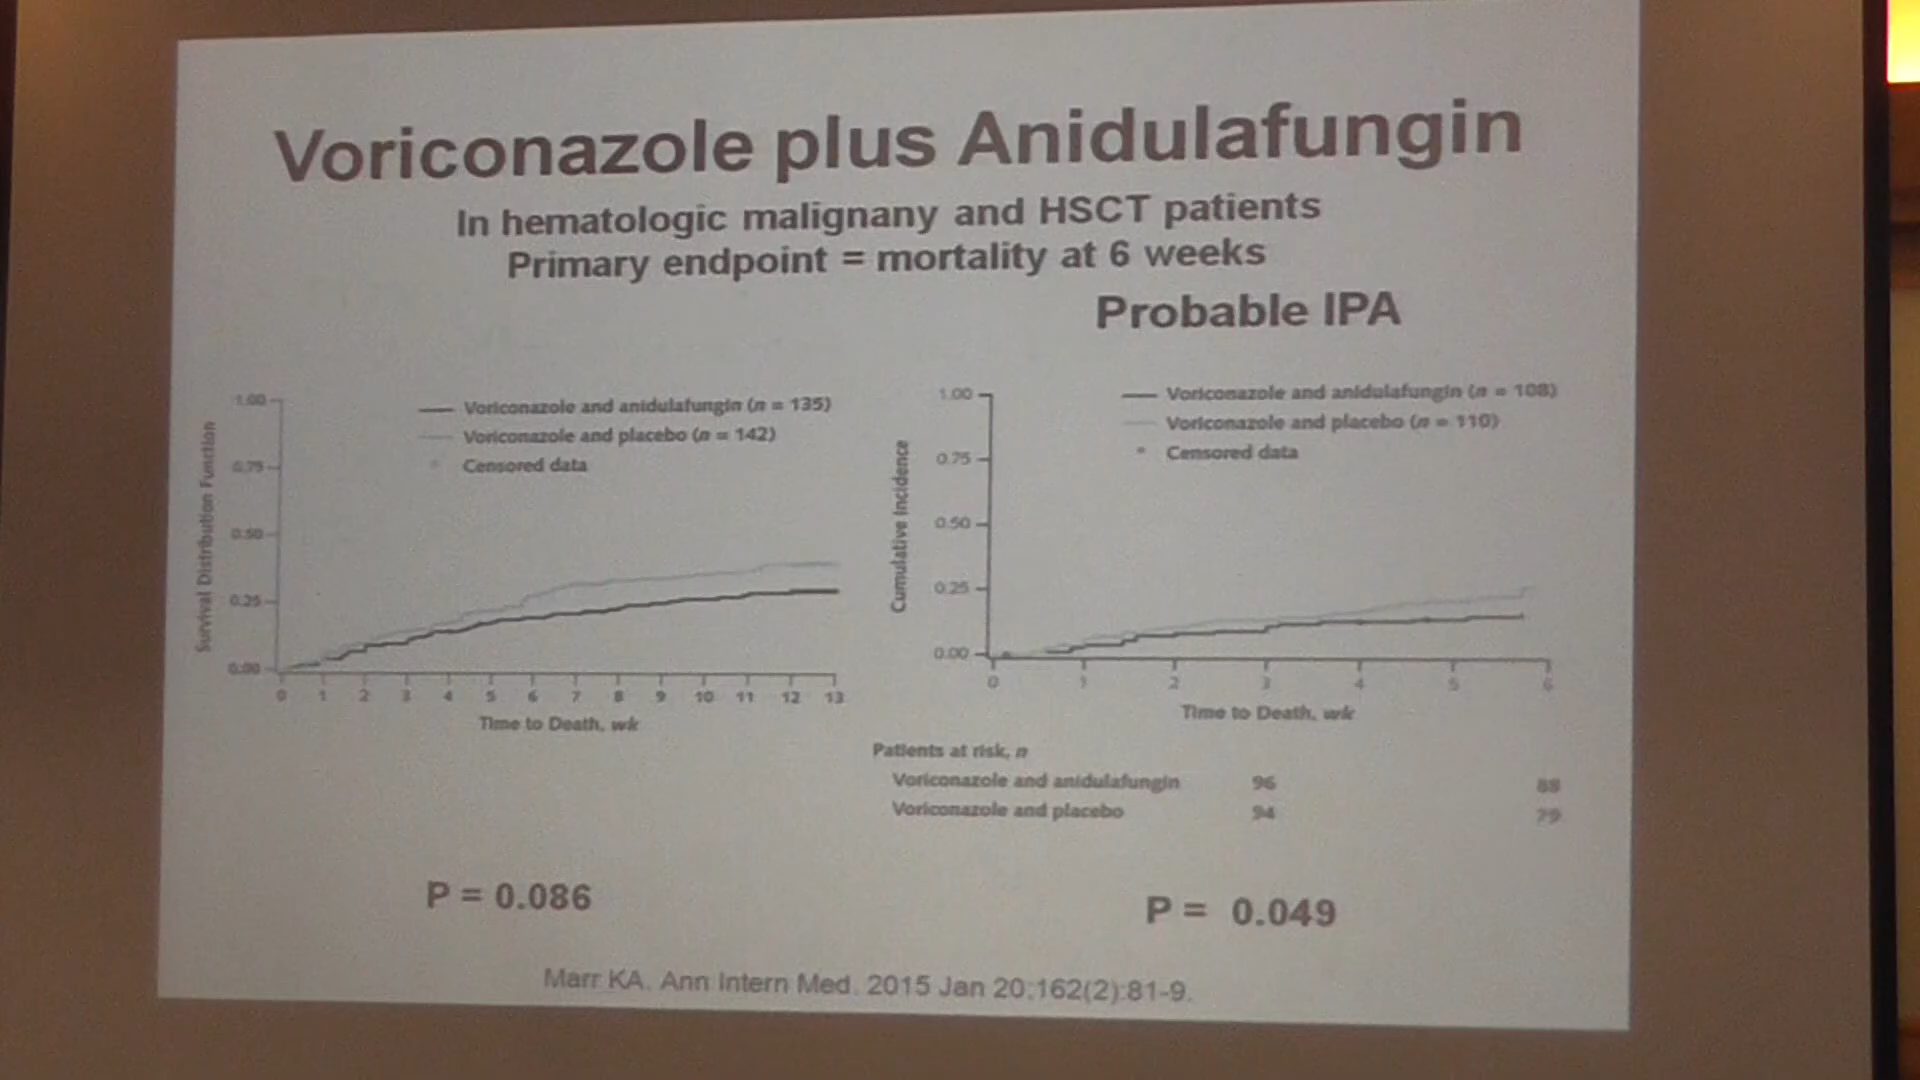 Voriconazole plus Anidulafungin
In hematologic malignany and HSCT patients
Primary endpoint = mortality at 6 weeks
Probable IPA
Survival Distribution Function
1.00
0.75
0.50
0.25
0.00
Voriconazole and anidulafungin (n = 135)
Voriconazole and placebo (n = 142)
Censored data
0 1 2 3 4 5 6 7 8 9 10 11 12 13
Time to Death, wk
Cumulative Incidence
1.00
0.75
0.50
0.25
0.00
Voriconazole and anidulafungin (n = 108)
Voriconazole and placebo (n = 110)
Censored data
0 1 2 3 4 5 6
Time to Death, wk
Patients at risk, n
Voriconazole and anidulafungin 96 88
Voriconazole and placebo 94 79
P = 0.086
P = 0.049
Marr KA. Ann Intern Med. 2015 Jan 20;162(2):81-9.